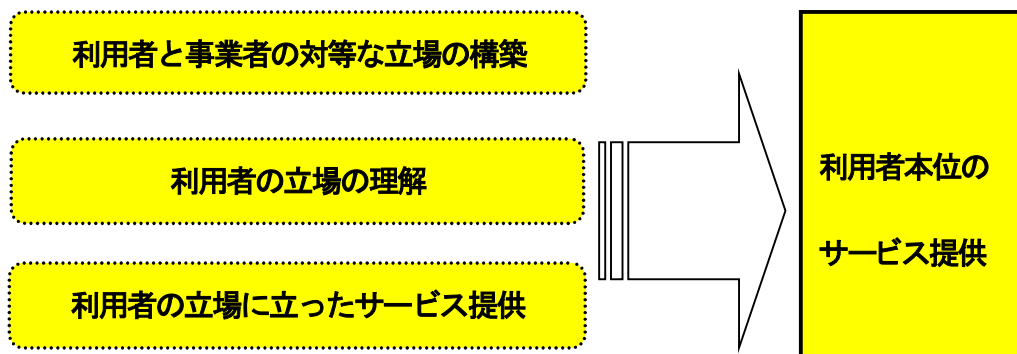 利用者と事業者の対等な立場の構築
利用者の立場の理解
利用者の立場に立ったサービス提供
利用者本位の
サービス提供